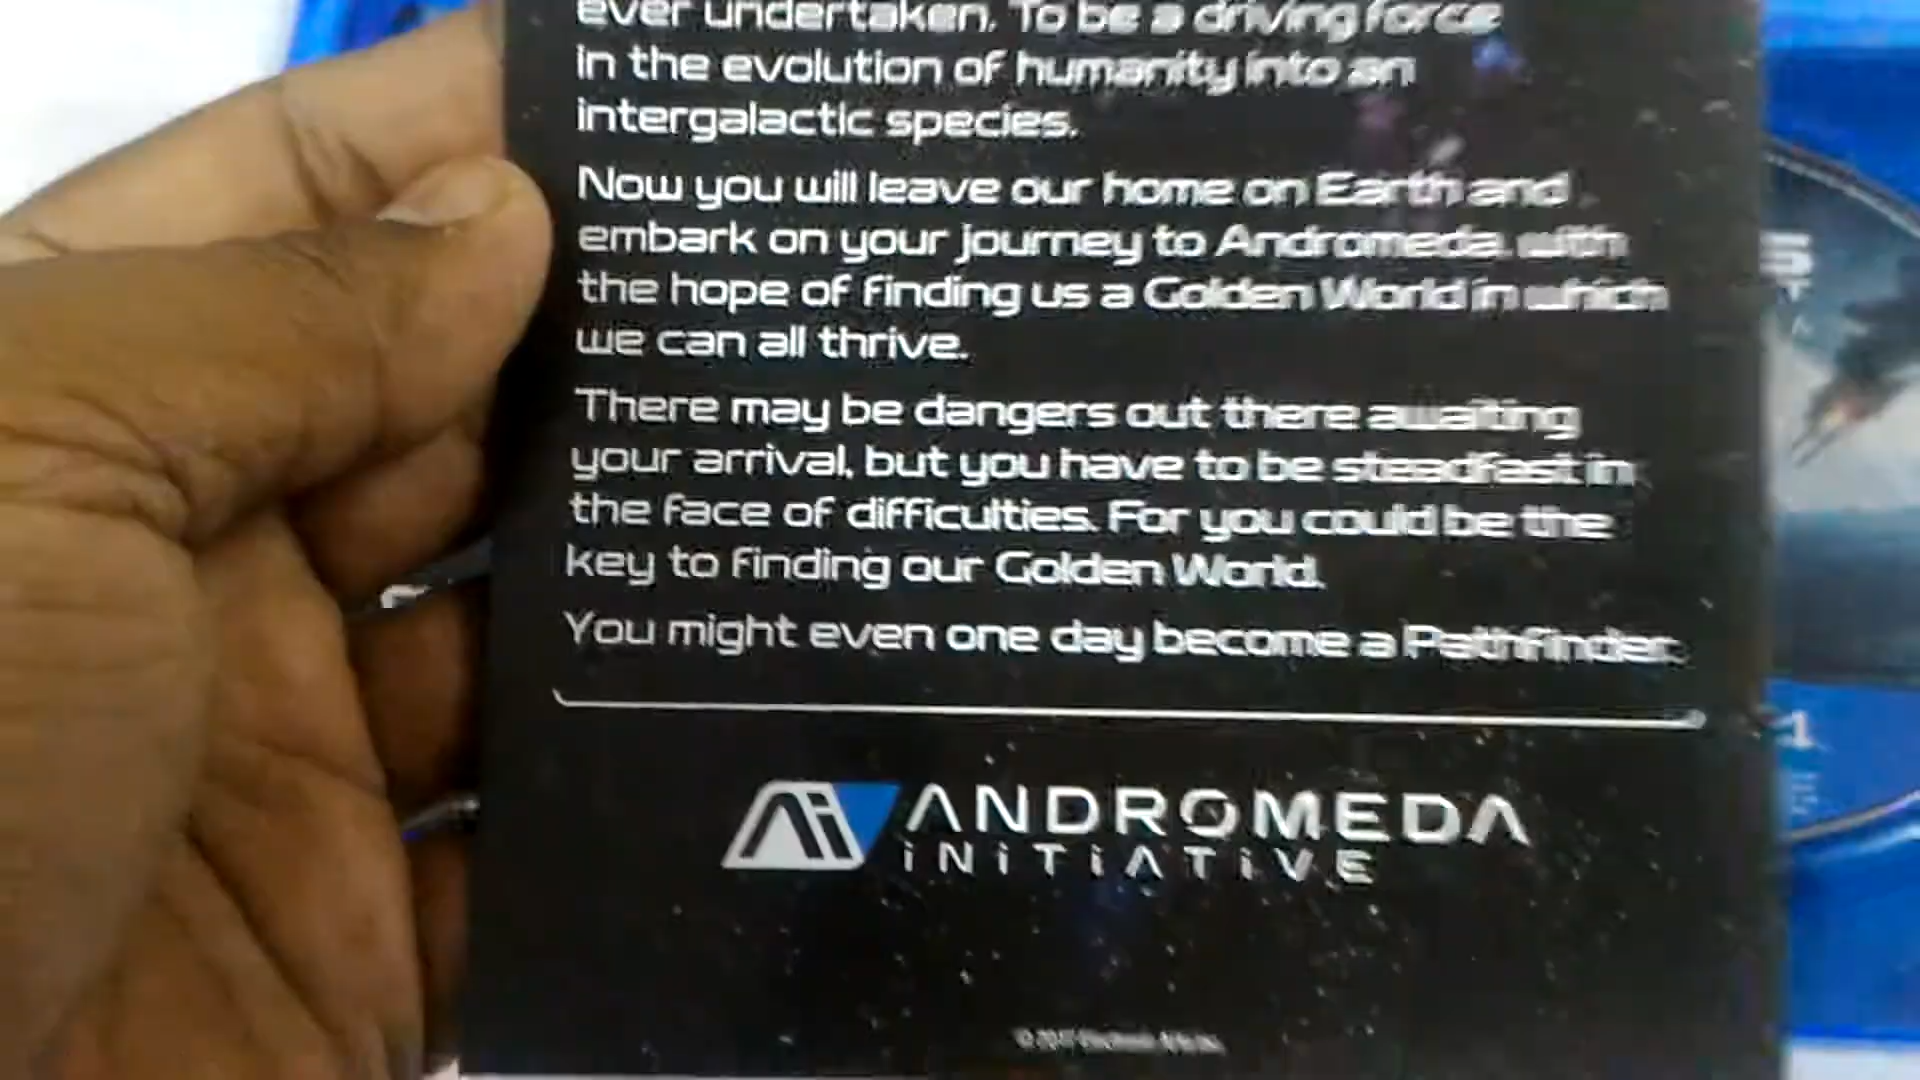 ever undertaken. To be a driving force
in the evolution of humanity into an
intergalactic species.
Now you will leave our home on Earth and
embark on your journey to Andromeda, with
the hope of finding us a Golden World in which
we can all thrive.
There may be dangers out there awaiting
your arrival, but you have to be steadfast in
the face of difficulties. For you could be the
key to finding our Golden World.
You might even one day become a Pathfinder.
Ai ANDROMEDA
iNiTiATiVE